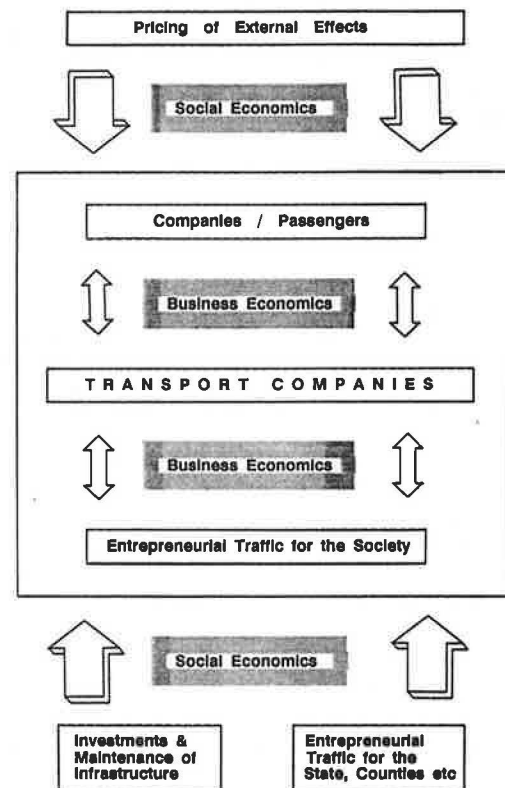 Pricing of External Effects
Social Economics
Companies / Passengers
Business Economics
TRANSPORT COMPANIES
Business Economics
Entrepreneurial Traffic for the Society
Social Economics
Investments &
Maintenance of
Infrastructure
Entrepreneurial
Traffic for the
State, Counties etc